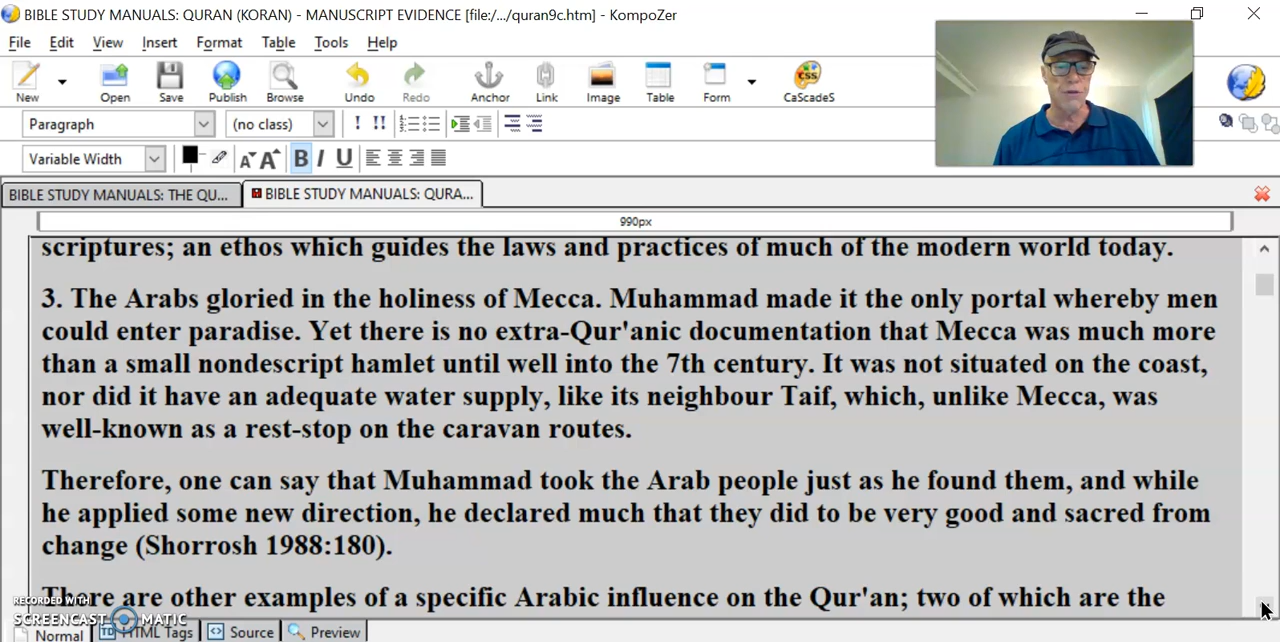 BIBLE STUDY MANUALS: QURAN (KORAN) - MANUSCRIPT EVIDENCE [file:/.../quran9c.htm] - KompoZer
File Edit View Insert Format Table Tools Help
New Open Save Publish Browse Undo Redo Anchor Link Image Table Form CaScadeS
Paragraph (no class) ! !!
Variable Width A A B I U
BIBLE STUDY MANUALS: THE QU... BIBLE STUDY MANUALS: QURA...
990px
scriptures; an ethos which guides the laws and practices of much of the modern world today.
3. The Arabs gloried in the holiness of Mecca. Muhammad made it the only portal whereby men
could enter paradise. Yet there is no extra-Qur'anic documentation that Mecca was much more
than a small nondescript hamlet until well into the 7th century. It was not situated on the coast,
nor did it have an adequate water supply, like its neighbour Taif, which, unlike Mecca, was
well-known as a rest-stop on the caravan routes.
Therefore, one can say that Muhammad took the Arab people just as he found them, and while
he applied some new direction, he declared much that they did to be very good and sacred from
change (Shorrosh 1988:180).
There are other examples of a specific Arabic influence on the Qur'an; two of which are the
RECORDED WITH
SCREENCAST MATIC
Normal HTML Tags Source Preview